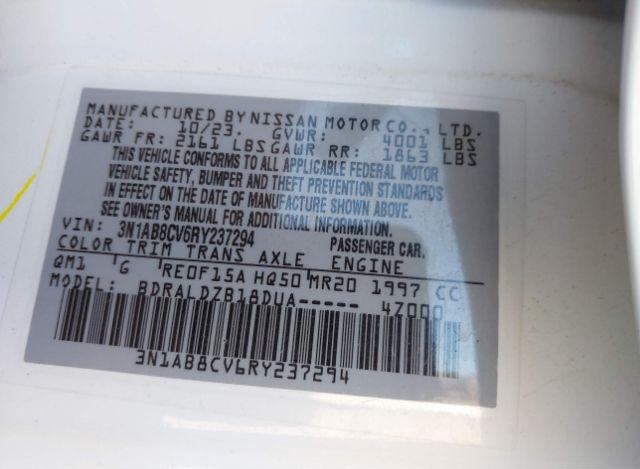 MANUFACTURED BY NISSAN MOTOR CO., LTD.
DATE: 10/23. GVWR: 4001 LBS
GAWR FR: 2161 LBS GAWR RR: 1863 LBS
THIS VEHICLE CONFORMS TO ALL APPLICABLE FEDERAL MOTOR
VEHICLE SAFETY, BUMPER AND THEFT PREVENTION STANDARDS
IN EFFECT ON THE DATE OF MANUFACTURE SHOWN ABOVE.
SEE OWNER'S MANUAL FOR ADDITIONAL INFORMATION.
VIN: 3N1AB8CV6RY237294 PASSENGER CAR.
COLOR TRIM TRANS AXLE ENGINE
QM1 G RE0F15A HQ50 MR20 1997 CC
MODEL: BDRALDZB18DUA----- 4Z000
3N1AB8CV6RY237294